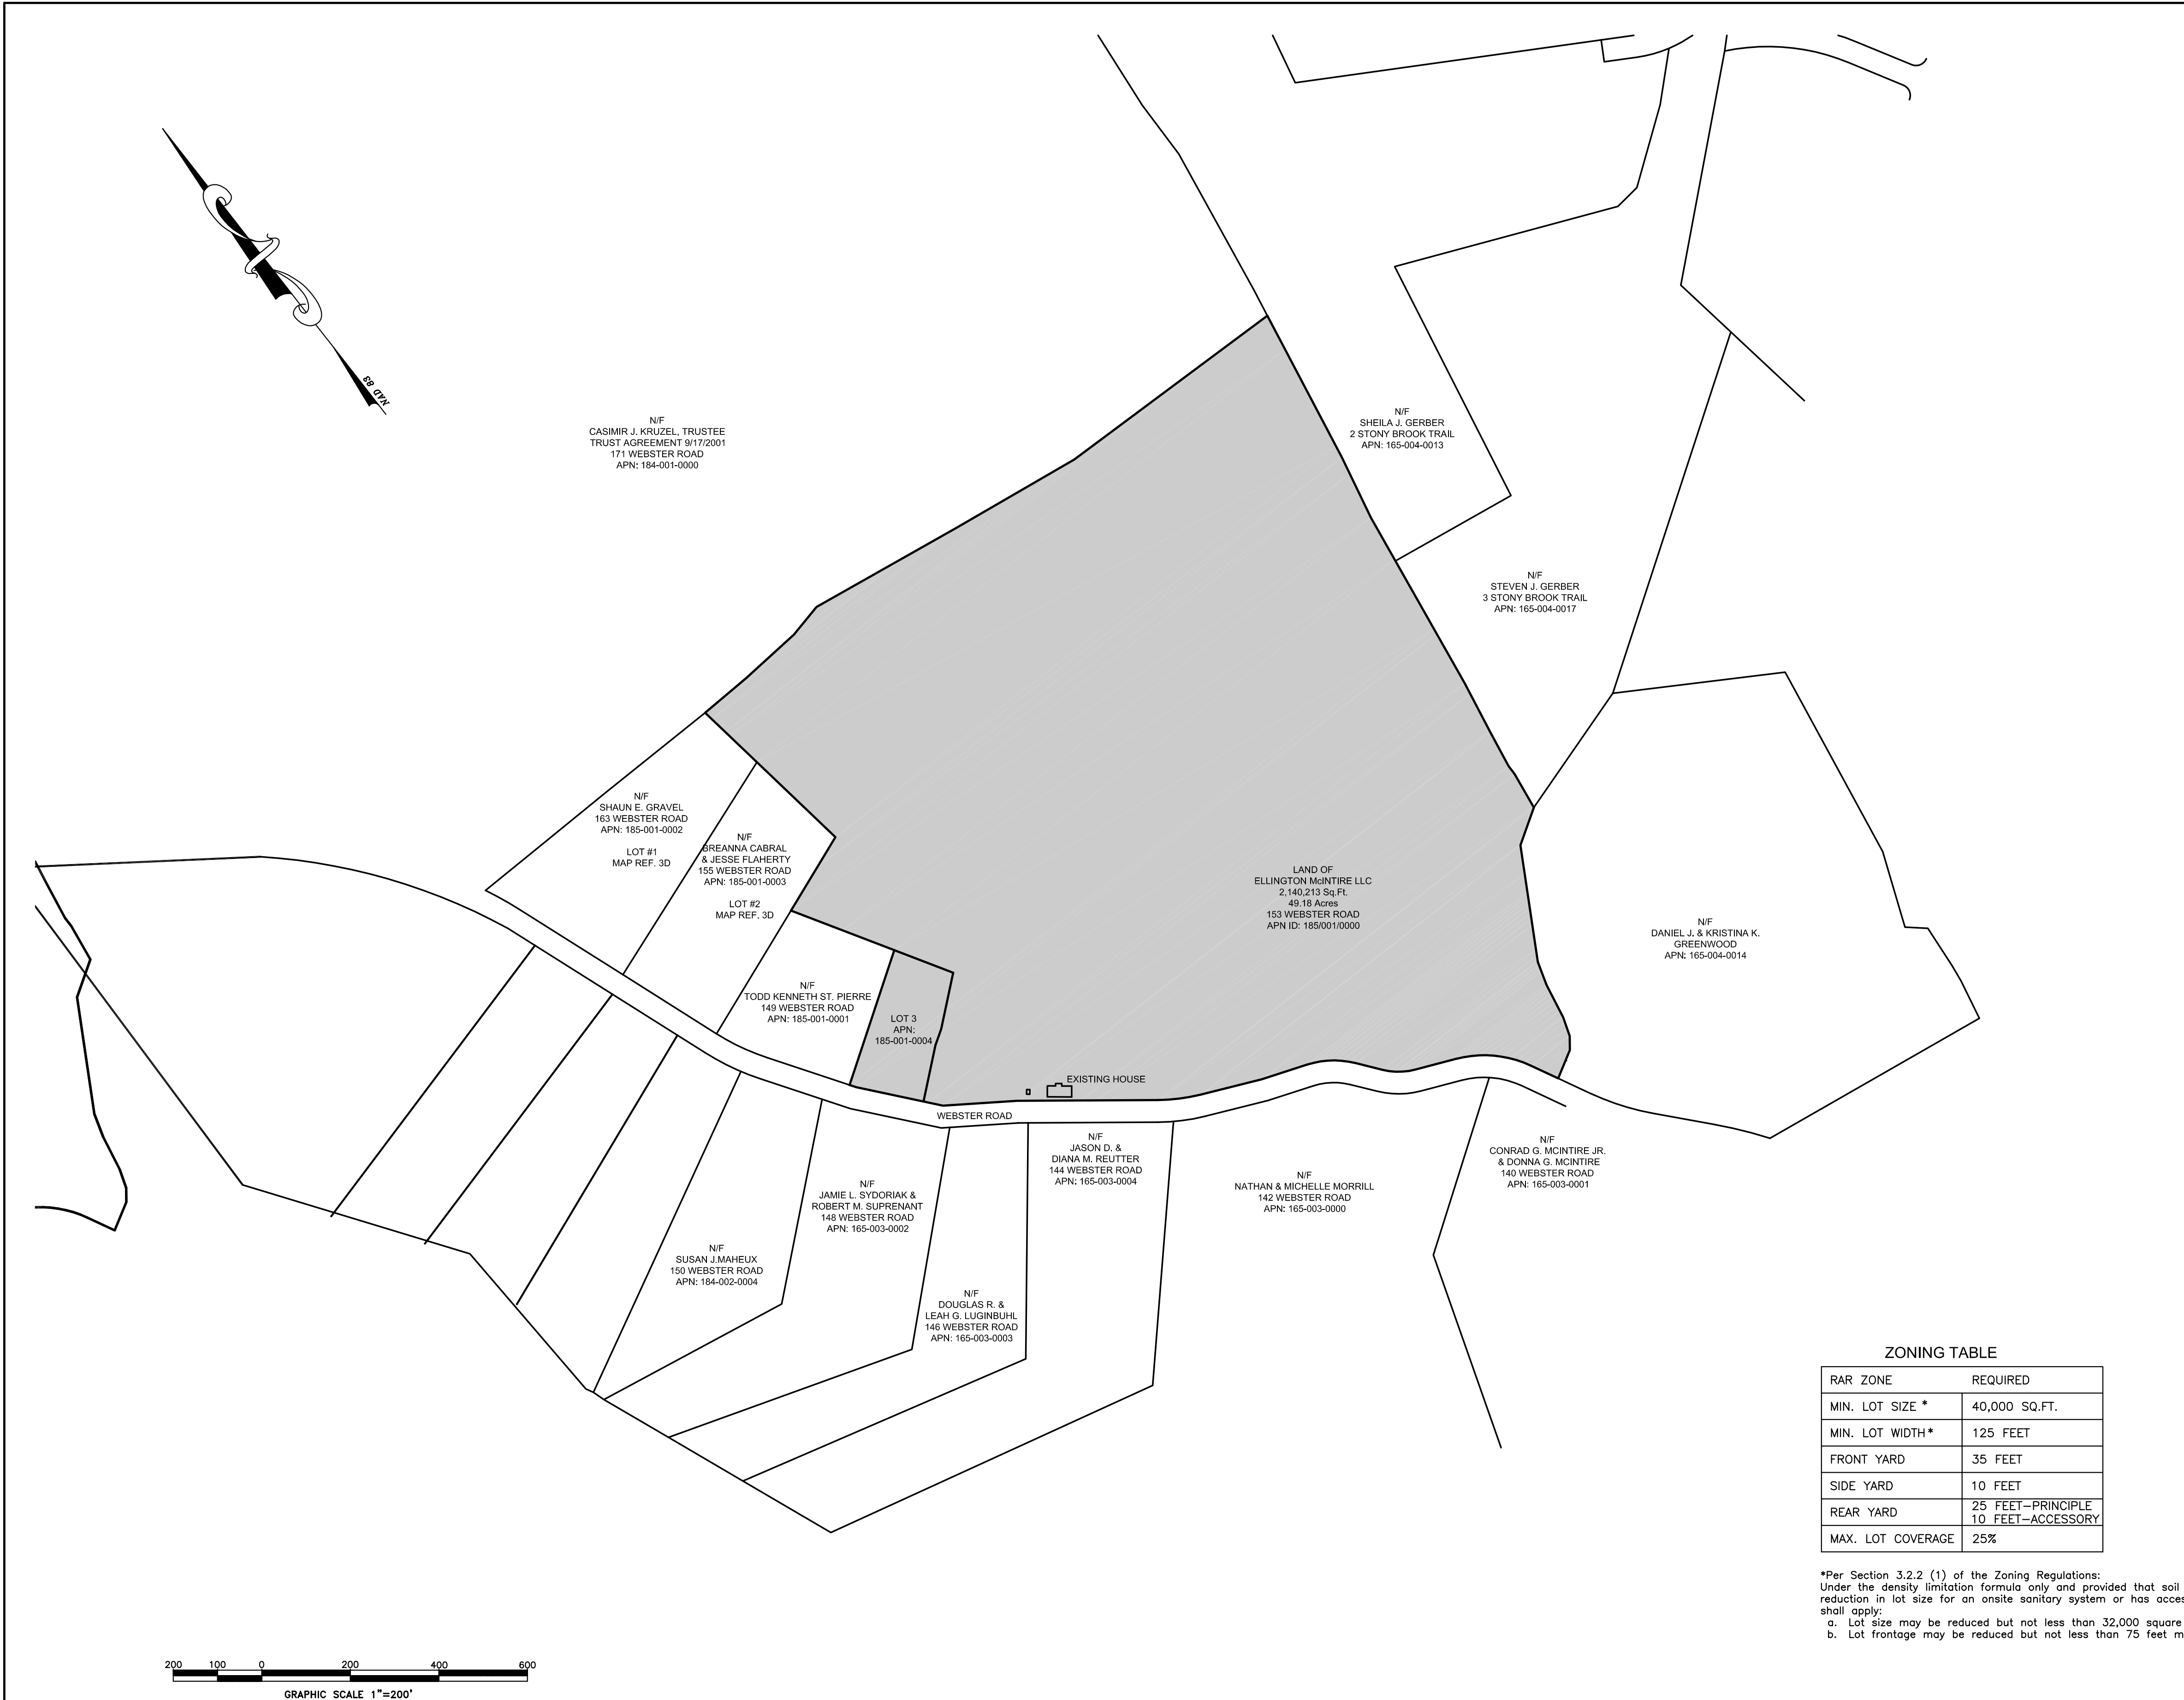 NAD 83
N/F
CASIMIR J. KRUZEL, TRUSTEE
TRUST AGREEMENT 9/17/2001
171 WEBSTER ROAD
APN: 184-001-0000
N/F
SHEILA J. GERBER
2 STONY BROOK TRAIL
APN: 165-004-0013
N/F
STEVEN J. GERBER
3 STONY BROOK TRAIL
APN: 165-004-0017
N/F
SHAUN E. GRAVEL
163 WEBSTER ROAD
APN: 185-001-0002
LOT #1
MAP REF. 3D
N/F
BREANNA CABRAL
& JESSE FLAHERTY
155 WEBSTER ROAD
APN: 185-001-0003
LOT #2
MAP REF. 3D
LAND OF
ELLINGTON McINTIRE LLC
2,140,213 Sq.Ft.
49.18 Acres
153 WEBSTER ROAD
APN ID: 185/001/0000
N/F
DANIEL J. & KRISTINA K.
GREENWOOD
APN: 165-004-0014
N/F
TODD KENNETH ST. PIERRE
149 WEBSTER ROAD
APN: 185-001-0001
LOT 3
APN:
185-001-0004
EXISTING HOUSE
WEBSTER ROAD
N/F
JASON D. &
DIANA M. REUTTER
144 WEBSTER ROAD
APN: 165-003-0004
N/F
CONRAD G. MCINTIRE JR.
& DONNA G. MCINTIRE
140 WEBSTER ROAD
APN: 165-003-0001
N/F
NATHAN & MICHELLE MORRILL
142 WEBSTER ROAD
APN: 165-003-0000
N/F
JAMIE L. SYDORIAK &
ROBERT M. SUPRENANT
148 WEBSTER ROAD
APN: 165-003-0002
N/F
SUSAN J.MAHEUX
150 WEBSTER ROAD
APN: 184-002-0004
N/F
DOUGLAS R. &
LEAH G. LUGINBUHL
146 WEBSTER ROAD
APN: 165-003-0003
ZONING TABLE
RAR ZONE REQUIRED
MIN. LOT SIZE * 40,000 SQ.FT.
MIN. LOT WIDTH* 125 FEET
FRONT YARD 35 FEET
SIDE YARD 10 FEET
REAR YARD 25 FEET-PRINCIPLE
10 FEET-ACCESSORY
MAX. LOT COVERAGE 25%
*Per Section 3.2.2 (1) of the Zoning Regulations:
Under the density limitation formula only and provided that soil
reduction in lot size for an onsite sanitary system or has acces
shall apply:
a. Lot size may be reduced but not less than 32,000 square
b. Lot frontage may be reduced but not less than 75 feet m
200 100 0 200 400 600
GRAPHIC SCALE 1"=200'